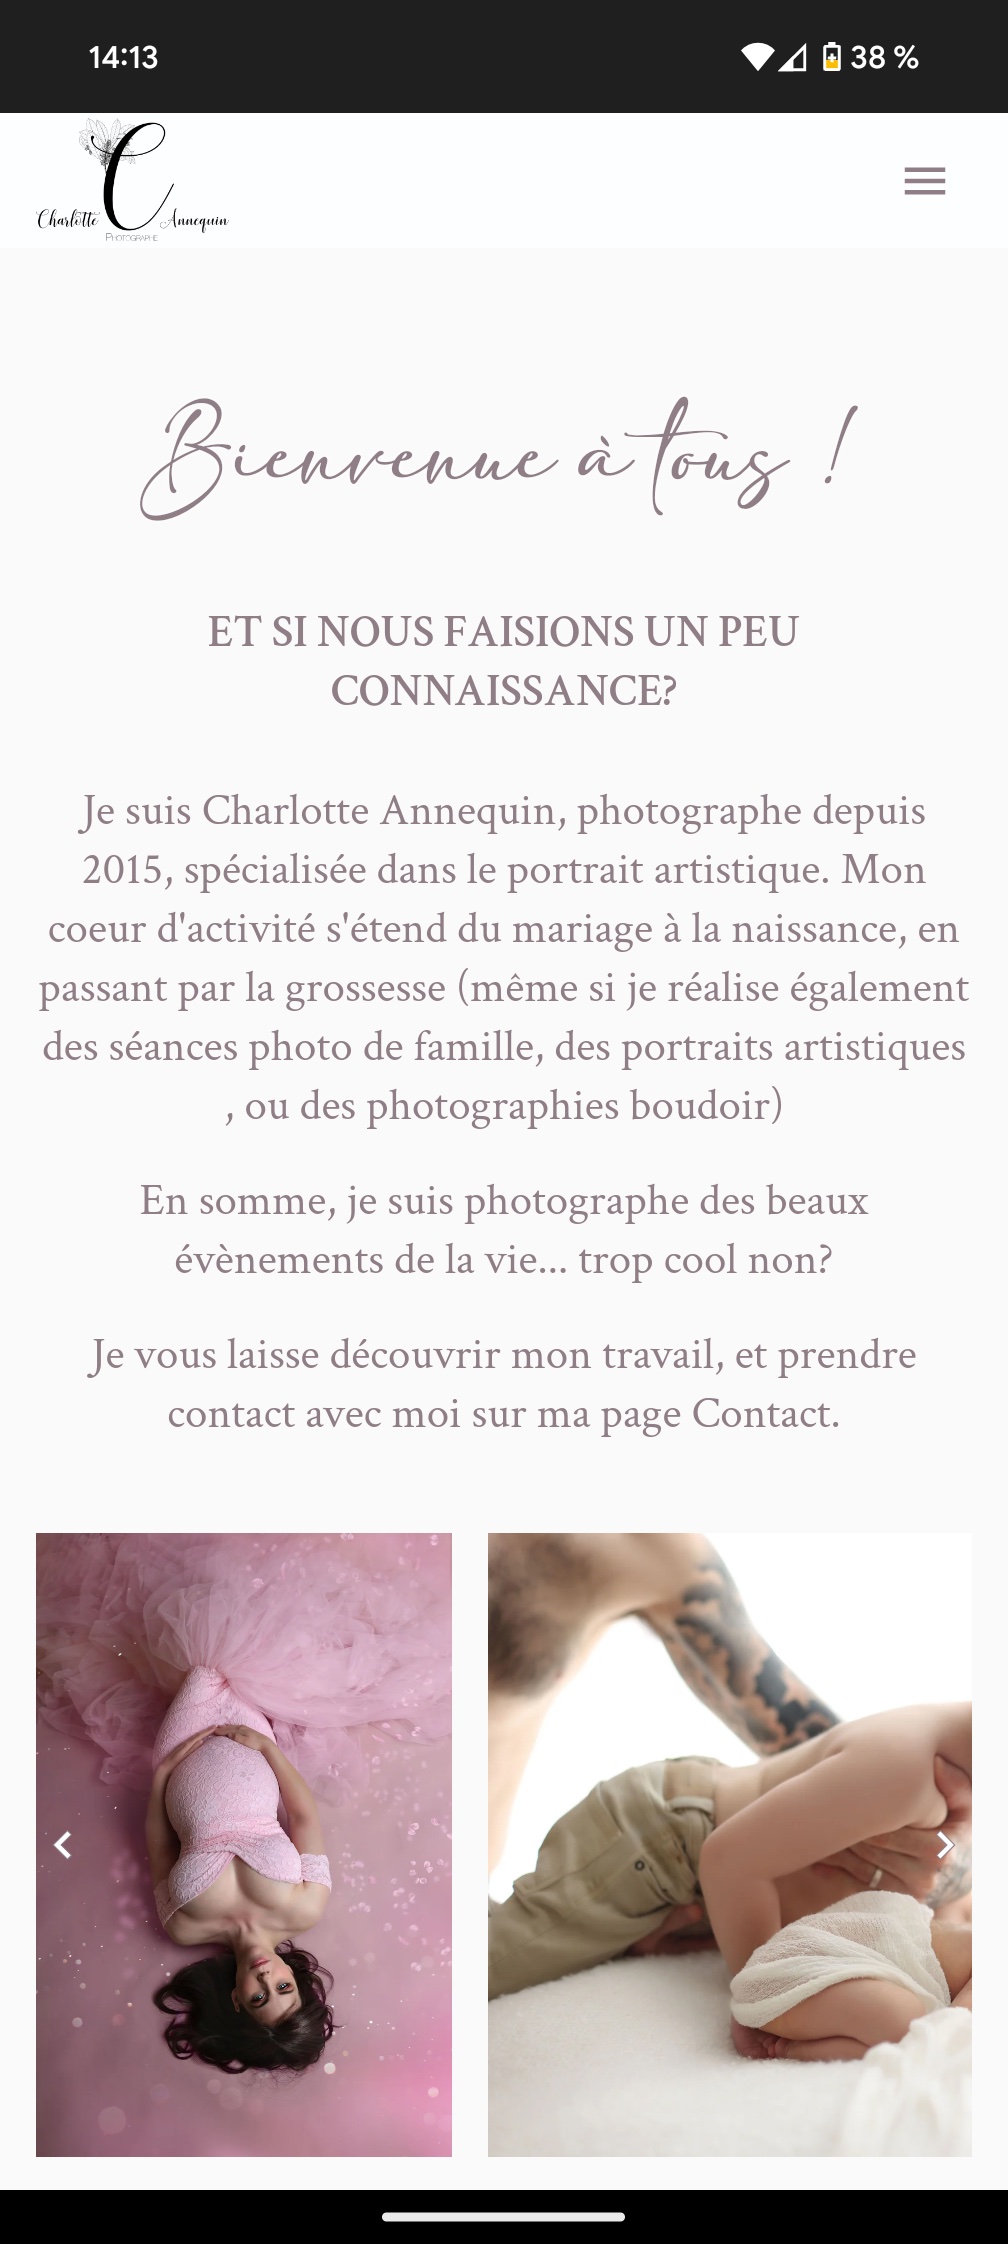 14:13
38 %
C
Charlotte Annequin
PHOTOGRAPHE
Bienvenue à tous !
ET SI NOUS FAISIONS UN PEU
CONNAISSANCE?
Je suis Charlotte Annequin, photographe depuis
2015, spécialisée dans le portrait artistique. Mon
coeur d'activité s'étend du mariage à la naissance, en
passant par la grossesse (même si je réalise également
des séances photo de famille, des portraits artistiques
, ou des photographies boudoir)
En somme, je suis photographe des beaux
évènements de la vie... trop cool non?
Je vous laisse découvrir mon travail, et prendre
contact avec moi sur ma page Contact.